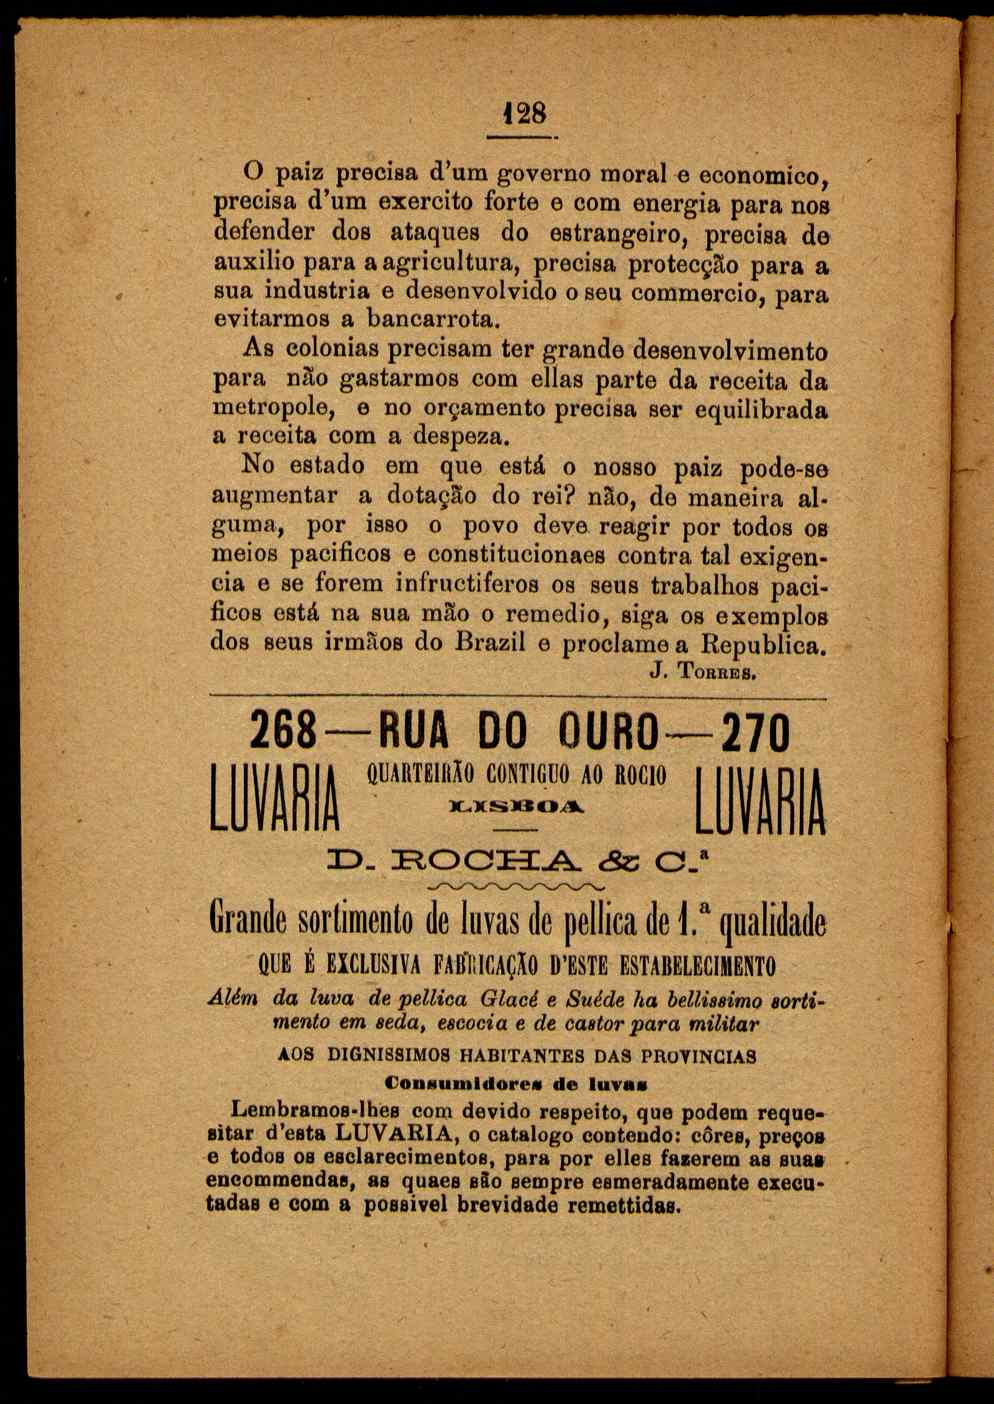 128
O paiz precisa d'um governo moral e economico,
precisa d'um exercito forte e com energia para nos
defender dos ataques do estrangeiro, precisa de
auxilio para a agricultura, precisa protecção para a
sua industria e desenvolvido o seu commercio, para
evitarmos a bancarrota.
As colonias precisam ter grande desenvolvimento
para não gastarmos com ellas parte da receita da
metropole, e no orçamento precisa ser equilibrada
a receita com a despeza.
No estado em que está o nosso paiz pode-se
augmentar a dotação do rei? não, de maneira al-
guma, por isso o povo deve reagir por todos os
meios pacificos e constitucionaes contra tal exigen-
cia e se forem infructiferos os seus trabalhos paci-
ficos está na sua mão o remedio, siga os exemplos
dos seus irmãos do Brazil e proclame a Republica.
J. TORRES.
268—RUA DO OURO—270
LUVARIA QUARTEIRÃO CONTIGUO AO ROCIO LUVARIA
LISBOA
D. ROCHA & C.ª
Grande sortimento de luvas de pellica de 1.ª qualidade
QUE É EXCLUSIVA FABRICAÇÃO D'ESTE ESTABELECIMENTO
Além da luva de pellica Glacé e Suéde ha bellissimo sorti-
mento em seda, escocia e de castor para militar
AOS DIGNISSIMOS HABITANTES DAS PROVINCIAS
Consumidores de luvas
Lembramos-lhes com devido respeito, que podem reque-
sitar d'esta LUVARIA, o catalogo contendo: côres, preços
e todos os esclarecimentos, para por elles fazerem as suas
encommendas, as quaes são sempre esmeradamente execu-
tadas e com a possivel brevidade remettidas.